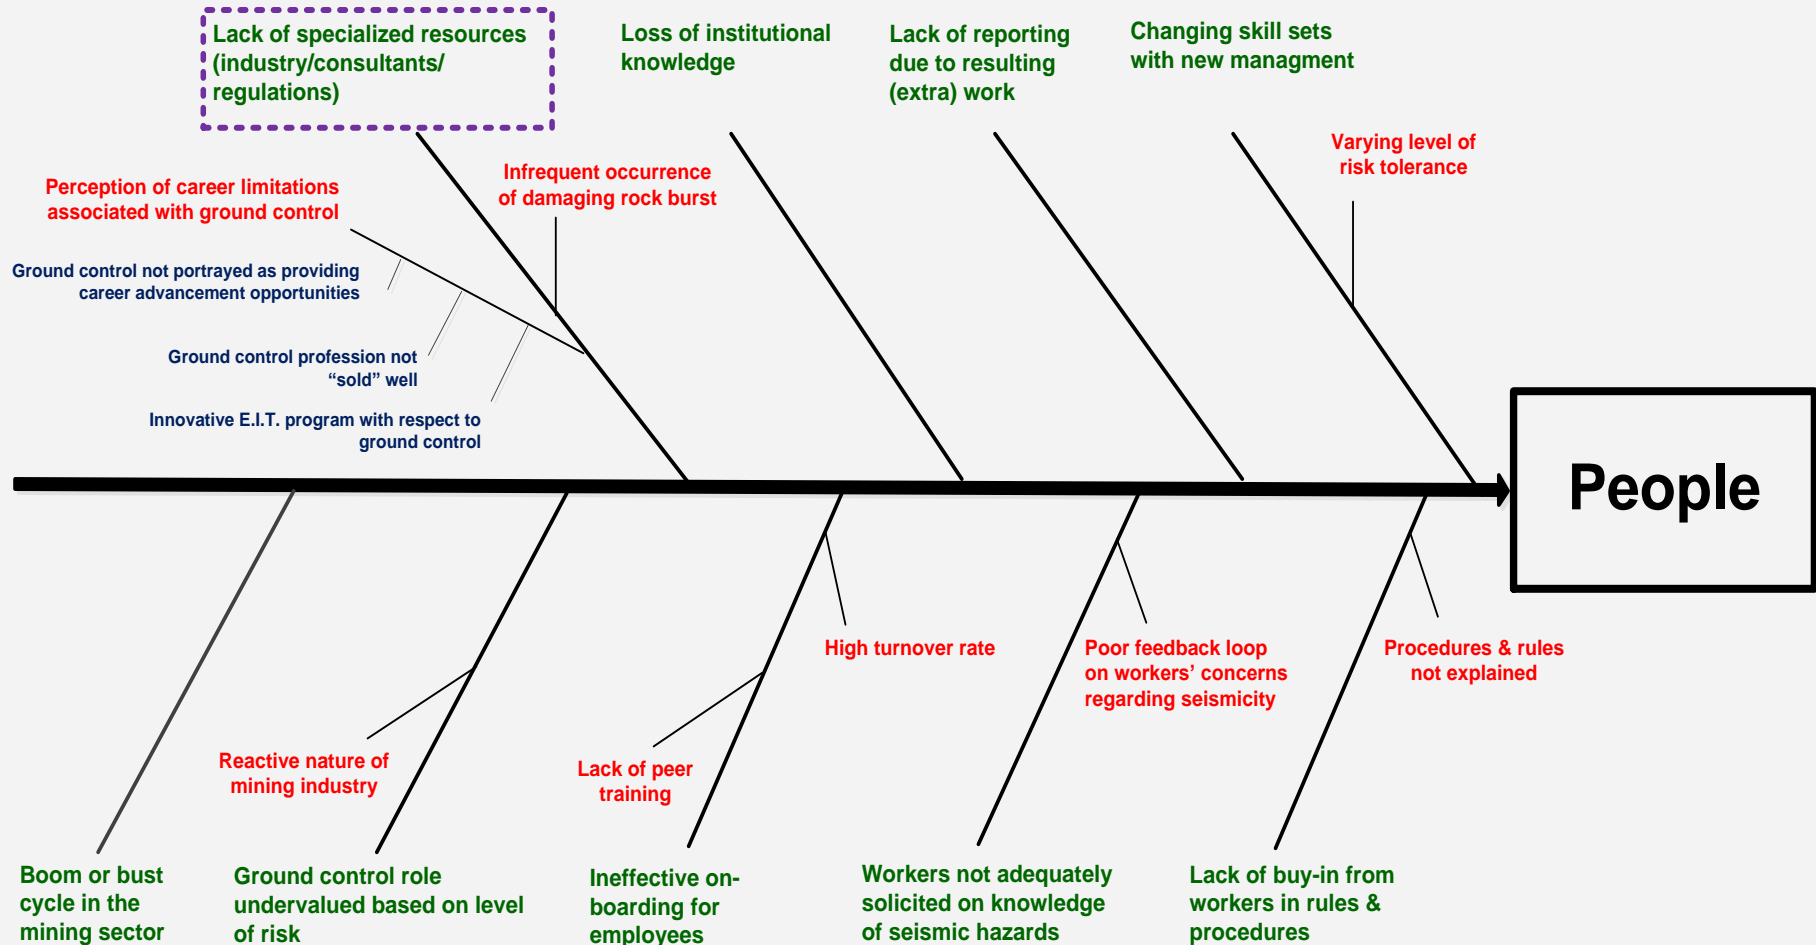 Lack of specialized resources
(industry/consultants/
regulations)
Loss of institutional
knowledge
Lack of reporting
due to resulting
(extra) work
Changing skill sets
with new managment
Perception of career limitations
associated with ground control
Infrequent occurrence
of damaging rock burst
Varying level of
risk tolerance
Ground control not portrayed as providing
career advancement opportunities
Ground control profession not
“sold” well
Innovative E.I.T. program with respect to
ground control
People
High turnover rate
Poor feedback loop
on workers’ concerns
regarding seismicity
Procedures & rules
not explained
Reactive nature of
mining industry
Lack of peer
training
Boom or bust
cycle in the
mining sector
Ground control role
undervalued based on level
of risk
Ineffective on-
boarding for
employees
Workers not adequately
solicited on knowledge
of seismic hazards
Lack of buy-in from
workers in rules &
procedures